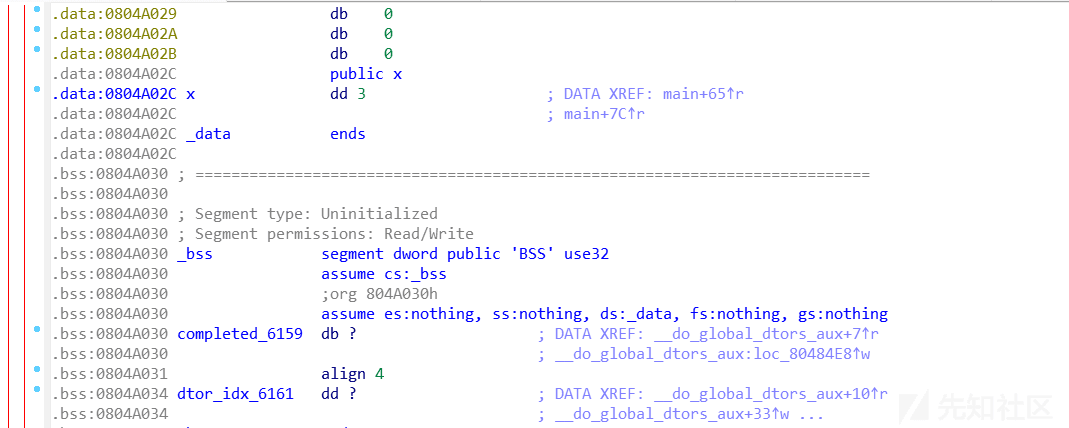 .data:0804A029 db 0
.data:0804A02A db 0
.data:0804A02B db 0
.data:0804A02C public x
.data:0804A02C x dd 3 ; DATA XREF: main+65↑r
.data:0804A02C ; main+7C↑r
.data:0804A02C _data ends
.data:0804A02C
.bss:0804A030 ; ===========================================================================
.bss:0804A030
.bss:0804A030 ; Segment type: Uninitialized
.bss:0804A030 ; Segment permissions: Read/Write
.bss:0804A030 _bss segment dword public 'BSS' use32
.bss:0804A030 assume cs:_bss
.bss:0804A030 ;org 804A030h
.bss:0804A030 assume es:nothing, ss:nothing, ds:_data, fs:nothing, gs:nothing
.bss:0804A030 completed_6159 db ? ; DATA XREF: __do_global_dtors_aux+7↑r
.bss:0804A030 ; __do_global_dtors_aux:loc_80484E8↑w
.bss:0804A031 align 4
.bss:0804A034 dtor_idx_6161 dd ? ; DATA XREF: __do_global_dtors_aux+10↑r
.bss:0804A034 ; __do_global_dtors_aux+33↑w ...
先知社区